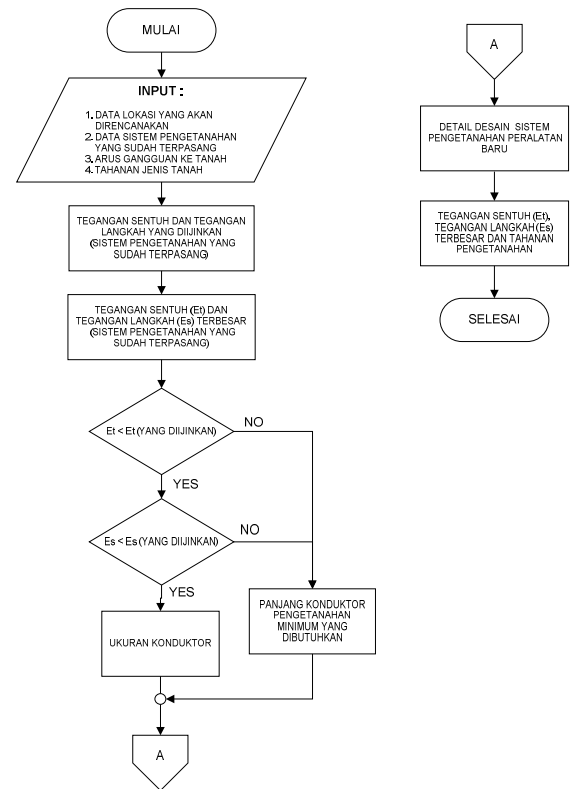 MULAI
INPUT :
1. DATA LOKASI YANG AKAN
DIRENCANAKAN
2. DATA SISTEM PENGETANAHAN
YANG SUDAH TERPASANG
3. ARUS GANGGUAN KE TANAH
4. TAHANAN JENIS TANAH
TEGANGAN SENTUH DAN TEGANGAN
LANGKAH YANG DIIJINKAN
(SISTEM PENGETANAHAN YANG
SUDAH TERPASANG)
TEGANGAN SENTUH (Et) DAN
TEGANGAN LANGKAH (Es) TERBESAR
(SISTEM PENGETANAHAN YANG
SUDAH TERPASANG)
Et < Et (YANG DIIJINKAN)
NO
YES
Es < Es (YANG DIIJINKAN)
NO
YES
UKURAN KONDUKTOR
PANJANG KONDUKTOR
PENGETANAHAN
MINIMUM YANG
DIBUTUHKAN
A
A
DETAIL DESAIN SISTEM
PENGETANAHAN PERALATAN
BARU
TEGANGAN SENTUH (Et),
TEGANGAN LANGKAH (Es)
TERBESAR DAN TAHANAN
PENGETANAHAN
SELESAI